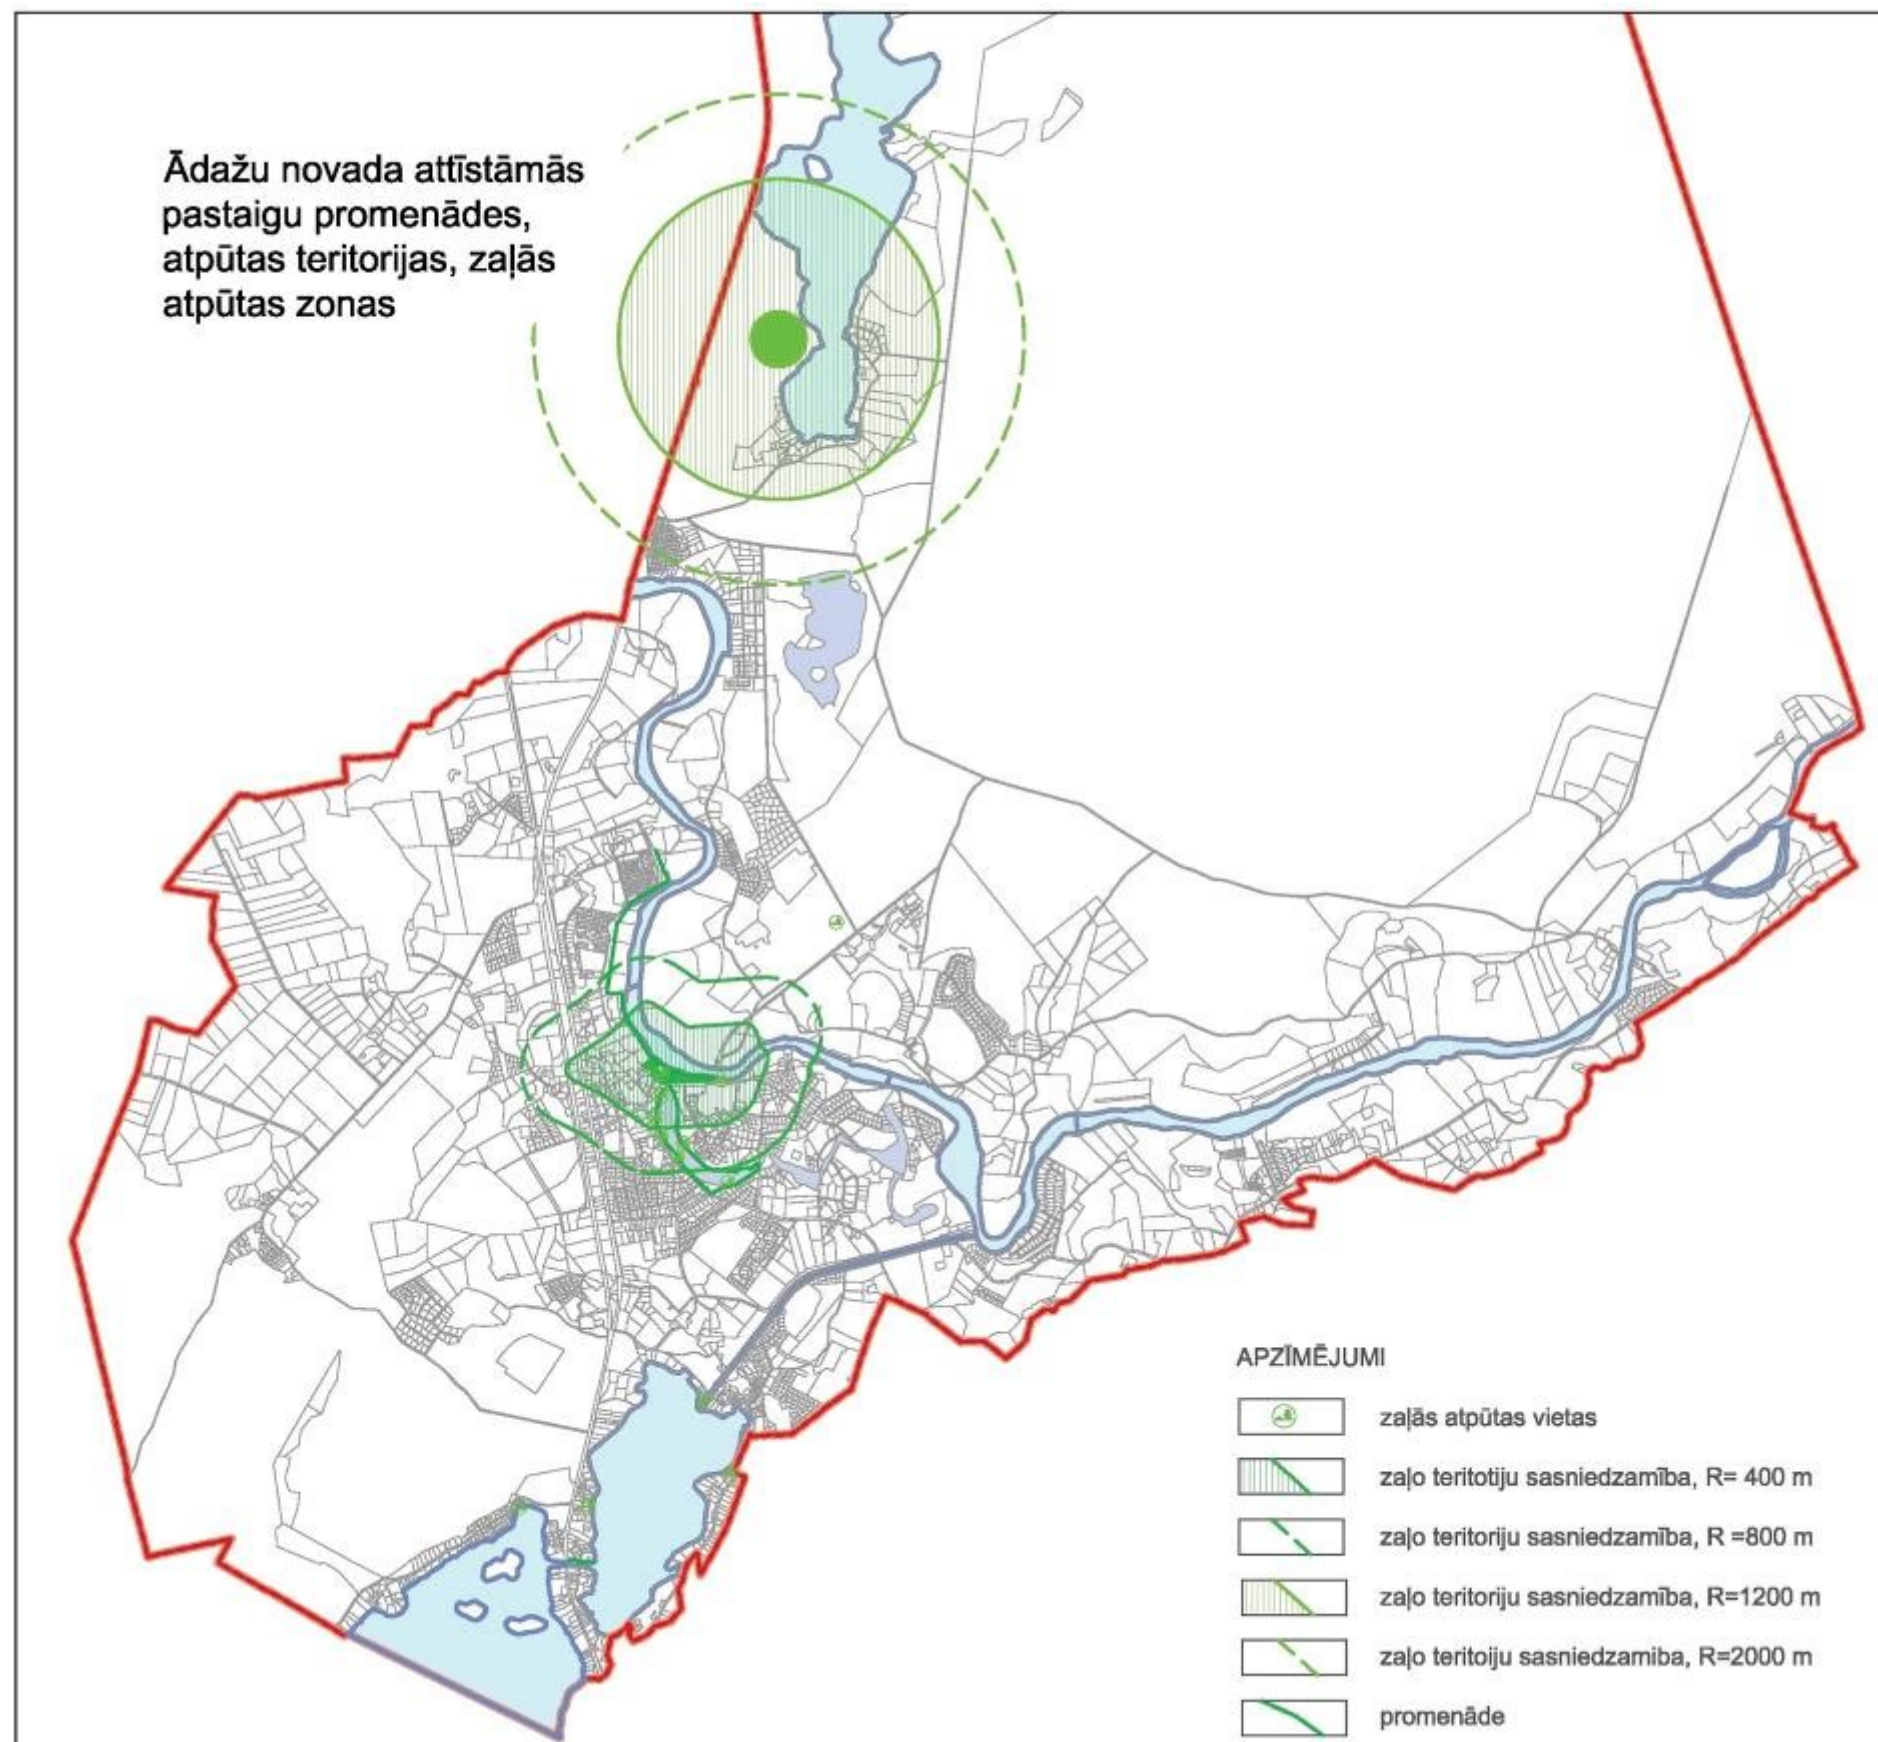 Ādažu novada attīstāmās
pastaigu promenādes,
atpūtas teritorijas, zaļās
atpūtas zonas
APZĪMĒJUMI
zaļās atpūtas vietas
zaļo teritotiju sasniedzamība, R= 400 m
zaļo teritoriju sasniedzamība, R =800 m
zaļo teritoriju sasniedzamība, R=1200 m
zaļo teritoiju sasniedzamiba, R=2000 m
promenāde